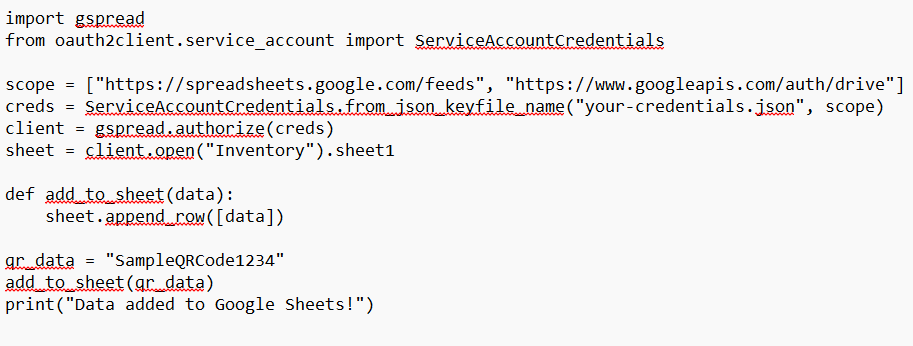 import gspread
from oauth2client.service_account import ServiceAccountCredentials
scope = ["https://spreadsheets.google.com/feeds", "https://www.googleapis.com/auth/drive"]
creds = ServiceAccountCredentials.from_json_keyfile_name("your-credentials.json", scope)
client = gspread.authorize(creds)
sheet = client.open("Inventory").sheet1
def add_to_sheet(data):
    sheet.append_row([data])
qr_data = "SampleQRCode1234"
add_to_sheet(qr_data)
print("Data added to Google Sheets!")